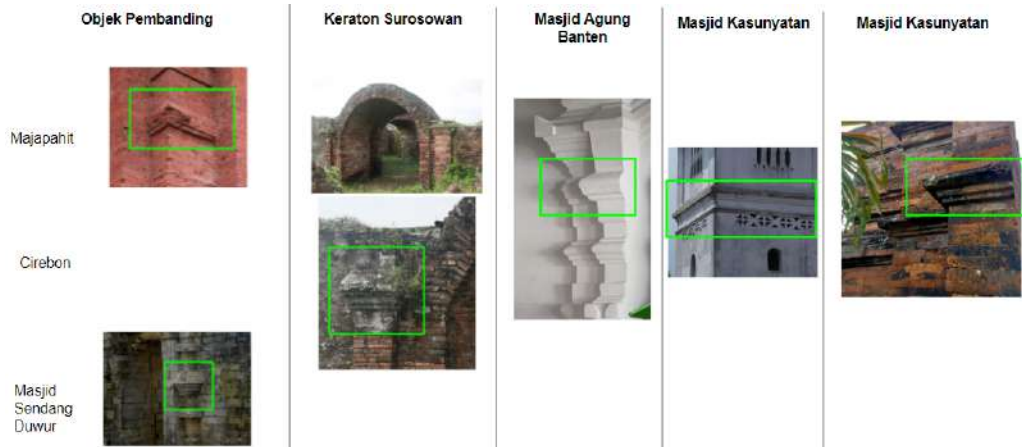 Objek Pembanding
Keraton Surosowan
Masjid Agung
Banten
Masjid Kasunyatan
Masjid Kasunyatan
Majapahit
Cirebon
Masjid
Sendang
Duwur